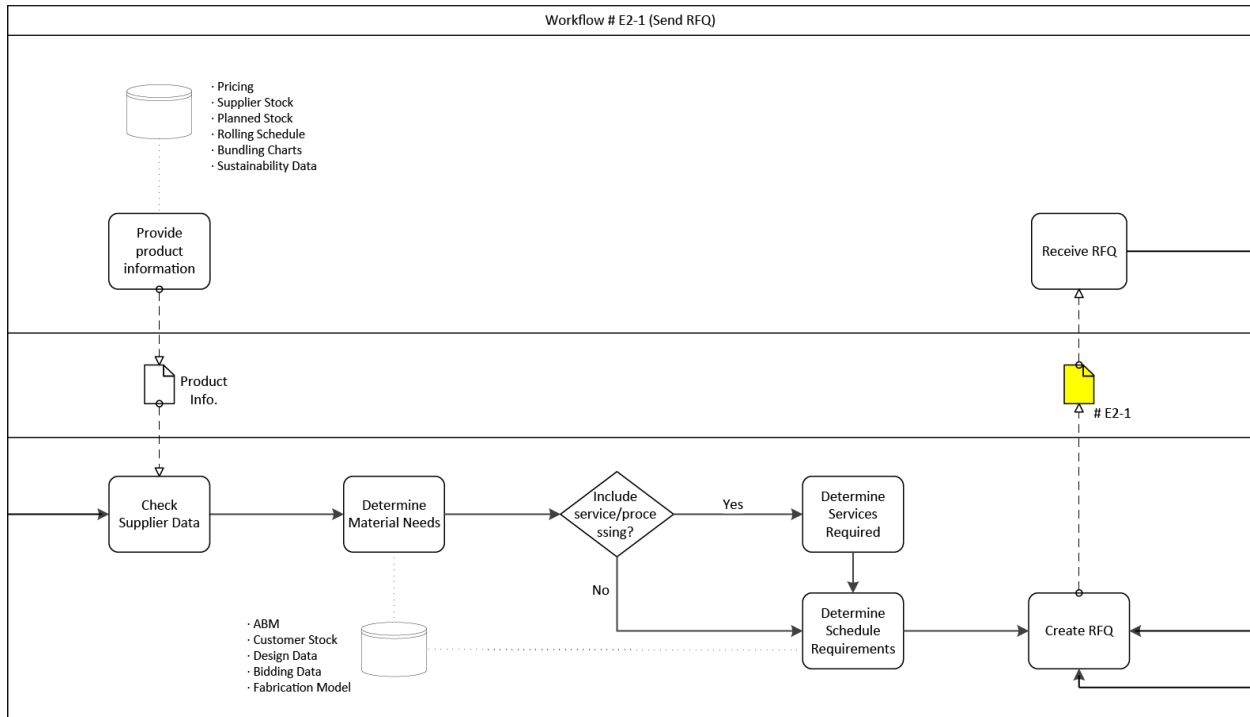 Workflow # E2-1 (Send RFQ)
· Pricing
· Supplier Stock
· Planned Stock
· Rolling Schedule
· Bundling Charts
· Sustainability Data
Provide
product
information
Receive RFQ
Product
Info.
# E2-1
Check
Supplier Data
Determine
Material Needs
Include
service/proce
ssing?
Yes
No
Determine
Services
Required
Determine
Schedule
Requirements
Create RFQ
· ABM
· Customer Stock
· Design Data
· Bidding Data
· Fabrication Model